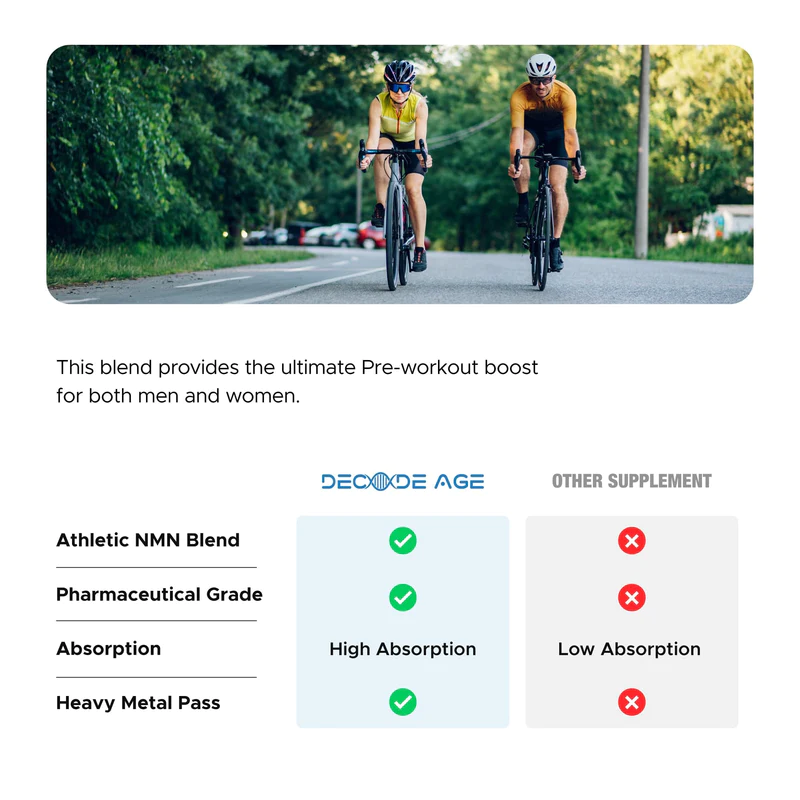 This blend provides the ultimate Pre-workout boost
for both men and women.
DECODE AGE OTHER SUPPLEMENT
Athletic NMN Blend
Pharmaceutical Grade
Absorption High Absorption Low Absorption
Heavy Metal Pass